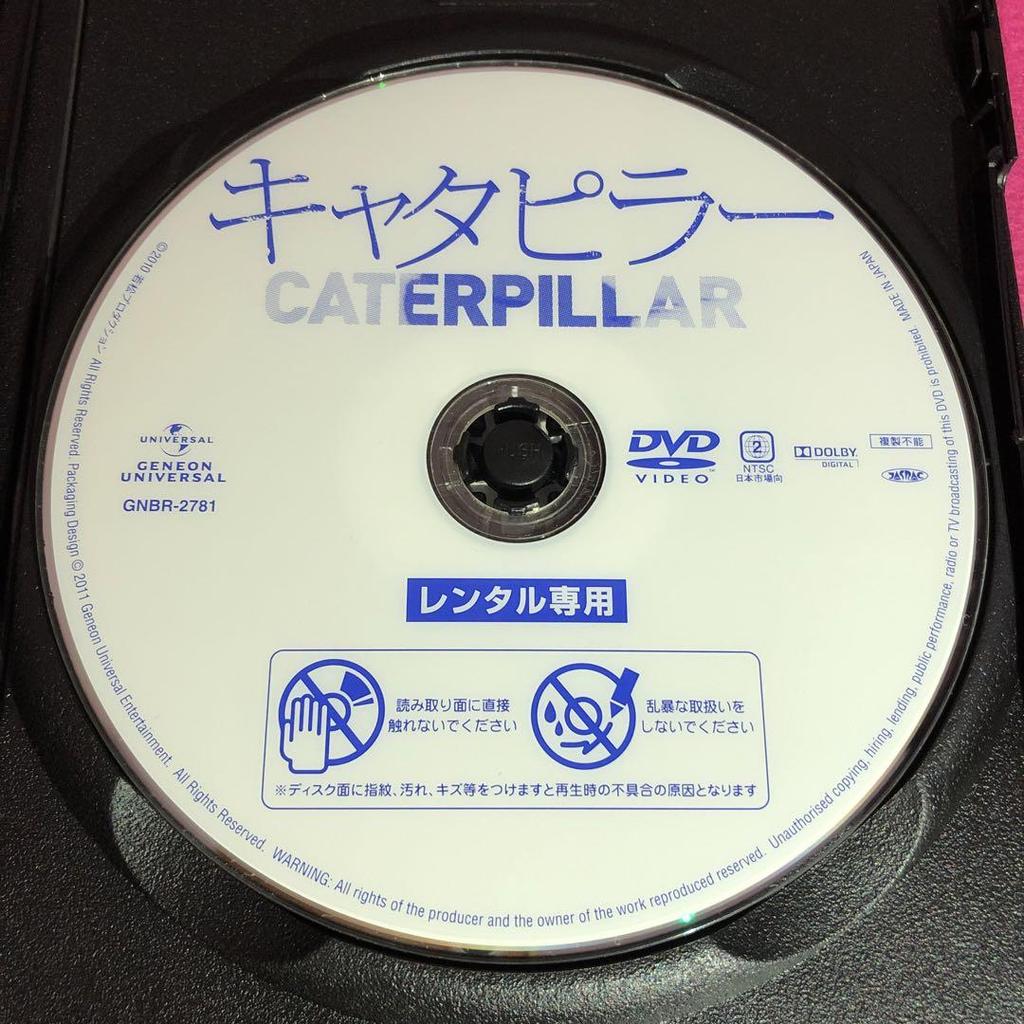 キャタピラー
CATERPILLAR
UNIVERSAL
GENEON
UNIVERSAL
GNBR-2781
DVD
VIDEO
TM
2
NTSC
日本市場向
DOLBY
DIGITAL
複製不能
JASRAC
レンタル専用
読み取り面に直接
触れないでください
乱暴な取扱いを
しないでください
※ディスク面に指紋、汚れ、キズ等をつけますと再生時の不具合の原因となります
©2010 若松プロダクション All Rights Reserved. Packaging Design © 2011 Geneon Universal Entertainment. All Rights Reserved. WARNING: All rights of the producer and the owner of the work reproduced reserved. Unauthorised copying, hiring, lending, public performance, radio or TV broadcasting of this DVD is prohibited. MADE IN JAPAN